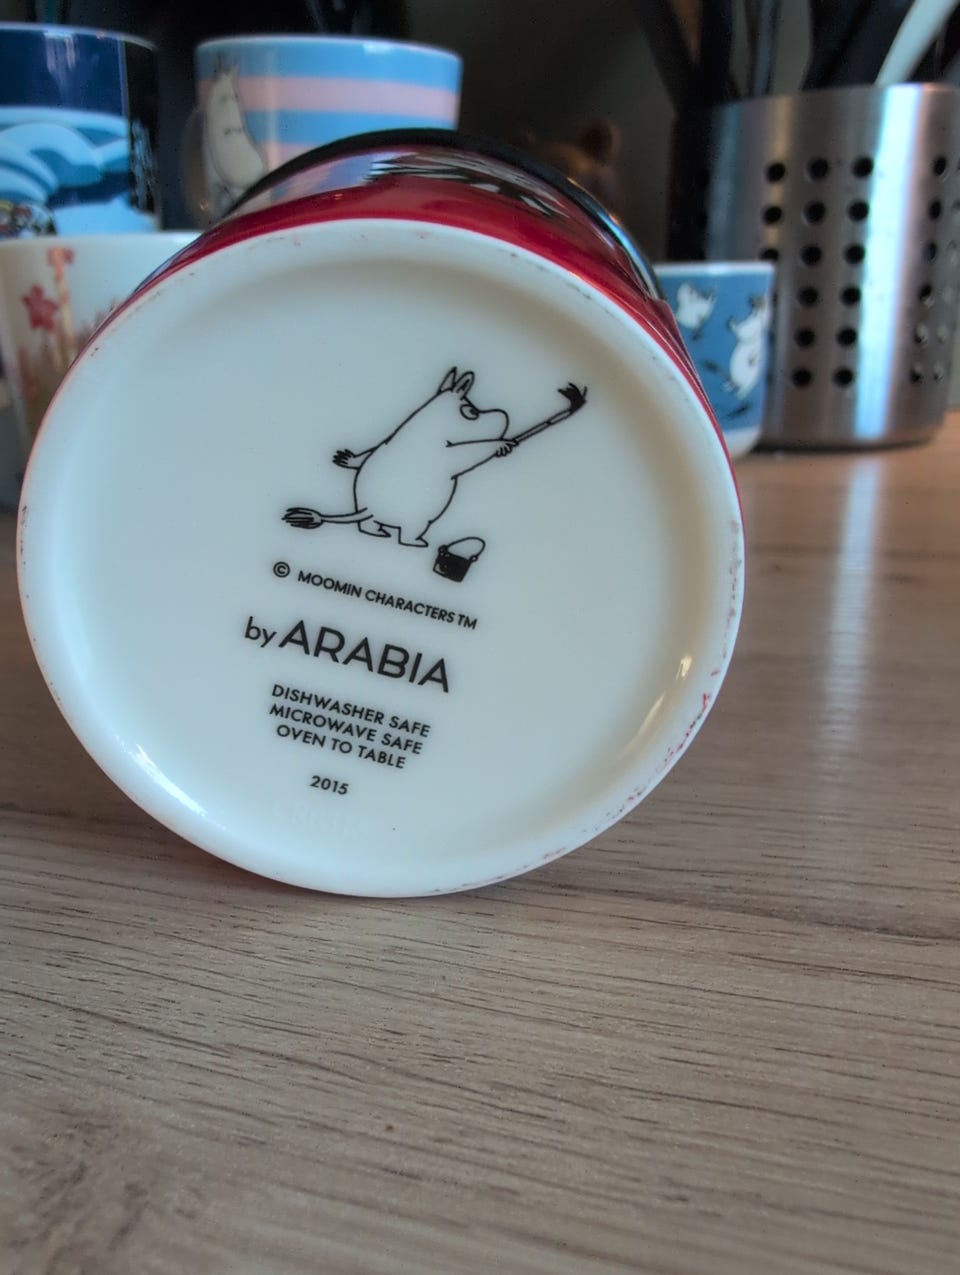 © MOOMIN CHARACTERS TM
by ARABIA
DISHWASHER SAFE
MICROWAVE SAFE
OVEN TO TABLE
2015